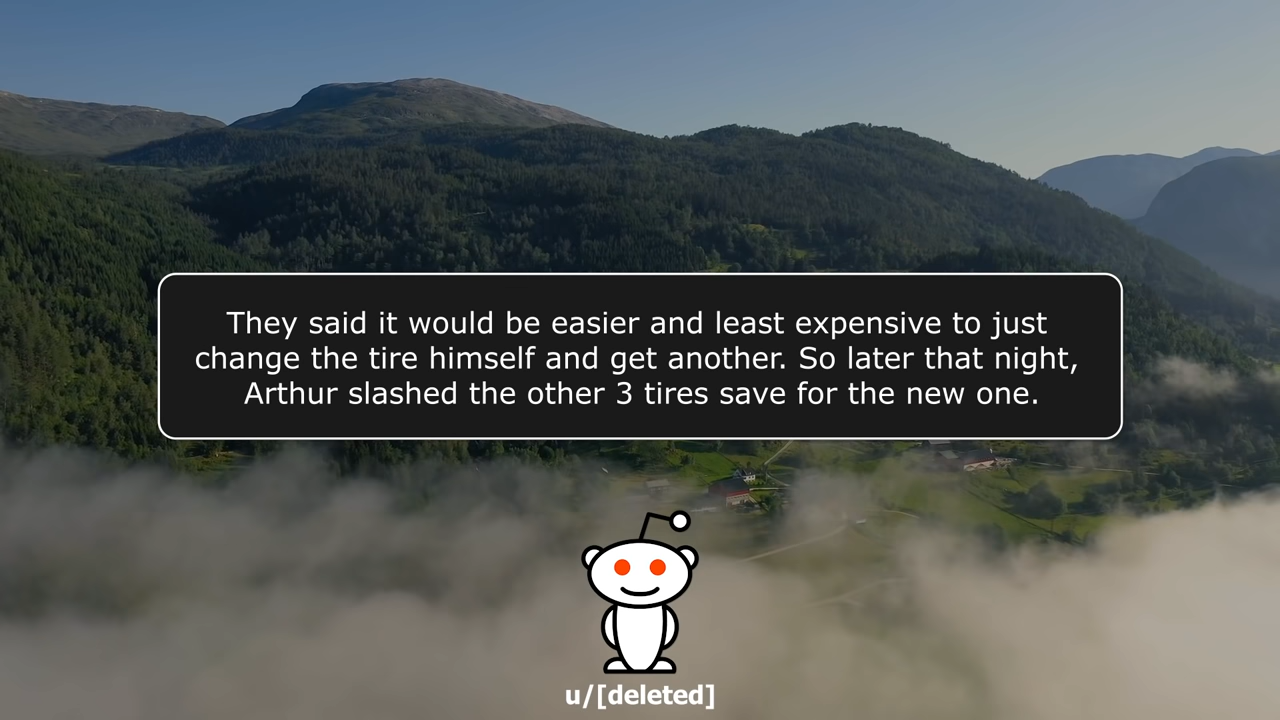 They said it would be easier and least expensive to just
change the tire himself and get another. So later that night,
Arthur slashed the other 3 tires save for the new one.
u/[deleted]